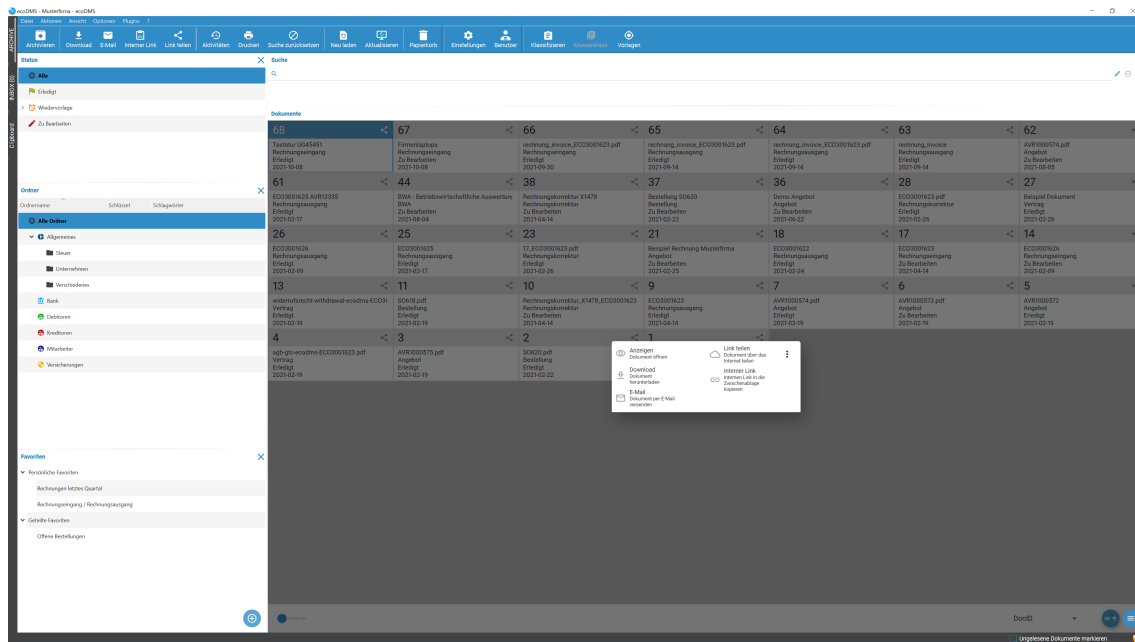 ecoDMS - Musterfirma - ecoDMS
Datei Aktionen Ansicht Optionen Plugins ?
Archivieren Download E-Mail Interner Link Link teilen Aktivitäten Drucken Suche zurücksetzen Neu laden Aktualisieren Papierkorb Einstellungen Benutzer Klassifizieren Massenklass. Vorlagen
ARCHIVE
INBOX (0)
Clipboard
Status
Alle
Erledigt
Wiedervorlage
Zu Bearbeiten
Ordner
Ordnername Schlüssel Schlagwörter
Alle Ordner
Allgemeines
Steuer
Unternehmen
Verschiedenes
Bank
Debitoren
Kreditoren
Mitarbeiter
Versicherungen
Favoriten
Persönliche Favoriten
Rechnungen letztes Quartal
Rechnungseingang / Rechnungsausgang
Geteilte Favoriten
Offene Bestellungen
Suche
Dokumente
68
Tastatur UG45451
Rechnungseingang
Erledigt
2021-10-08
67
Firmenlaptops
Rechnungseingang
Zu Bearbeiten
2021-10-08
66
rechnung_invoice_ECO3001623.pdf
Rechnungseingang
Erledigt
2021-09-30
65
rechnung_invoice_ECO3001623.pdf
Rechnungsausgang
Erledigt
2021-09-14
64
rechnung_invoice_ECO3001623.pdf
Rechnungsausgang
Erledigt
2021-09-14
63
rechnung_invoice
Rechnungsausgang
Erledigt
2021-09-14
62
AVR1000574.pdf
Angebot
Zu Bearbeiten
2021-08-05
61
ECO3001625 AVR12335
Rechnungsausgang
Erledigt
2021-02-17
44
BWA - Betriebswirtschaftliche Auswertung
BWA
Zu Bearbeiten
2021-08-04
38
Rechnungskorrektur X1478
Rechnungskorrektur
Zu Bearbeiten
2021-04-14
37
Bestellung SO620
Bestellung
Zu Bearbeiten
2021-02-22
36
Demo Angebot
Angebot
Zu Bearbeiten
2021-06-22
28
ECO3001623.pdf
Rechnungskorrektur
Erledigt
2021-02-26
27
Beispiel Dokument
Vertrag
Erledigt
2021-02-26
26
ECO3001626
Rechnungsausgang
Erledigt
2021-02-09
25
ECO3001625
Rechnungsausgang
Erledigt
2021-02-17
23
17_ECO3001623.pdf
Rechnungskorrektur
Erledigt
2021-02-26
21
Beispiel Rechnung Musterfirma
Angebot
Zu Bearbeiten
2021-02-25
18
ECO3001622
Rechnungsausgang
Erledigt
2021-02-24
17
ECO3001623
Rechnungseingang
Zu Bearbeiten
2021-04-14
14
ECO3001626
Rechnungseingang
Zu Bearbeiten
2021-02-09
13
widerrufsrecht-withdrawal-ecodms-ECO3
Vertrag
Erledigt
2021-02-19
11
SO618.pdf
Bestellung
Erledigt
2021-02-19
10
Rechnungskorrektur_X1478_ECO3001623
Rechnungskorrektur
Zu Bearbeiten
2021-04-14
9
ECO3001623
Rechnungsausgang
Erledigt
2021-02-19
7
AVR1000574.pdf
Angebot
Erledigt
2021-02-19
6
AVR1000573.pdf
Angebot
Erledigt
2021-02-19
5
AVR1000572
Angebot
Erledigt
2021-02-19
4
agb-gtc-ecodms-ECO3001623.pdf
Vertrag
Erledigt
2021-02-19
3
AVR1000575.pdf
Angebot
Erledigt
2021-02-19
2
SO620.pdf
Bestellung
Erledigt
2021-02-22
1
Anzeigen
Dokument öffnen
Download
Dokument
herunterladen
E-Mail
Dokument per E-Mail
versenden
Link teilen
Dokument über das
Internet teilen
Interner Link
Internen Link in die
Zwischenablage
kopieren
DocID
Ungelesene Dokumente markieren